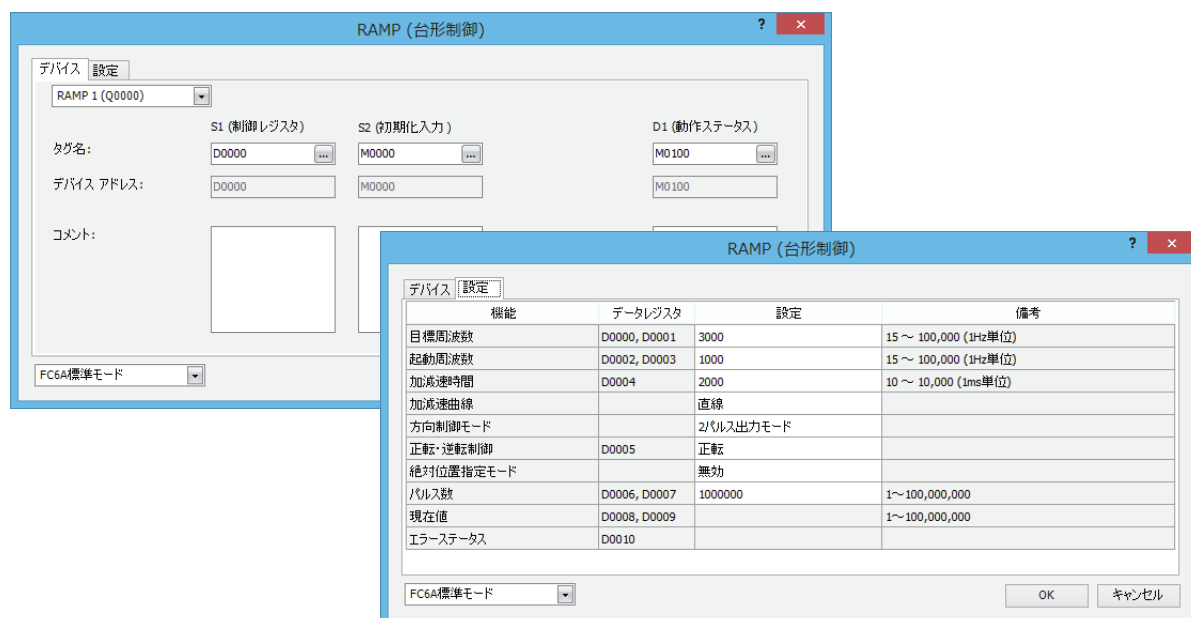 RAMP (台形制御)
? ×
デバイス 設定
RAMP 1 (Q0000)
S1 (制御レジスタ) S2 (初期化入力) D1 (動作ステータス)
タグ名: D0000 ... M0000 ... M0100 ...
デバイス アドレス: D0000 M0000 M0100
コメント:
FC6A標準モード
RAMP (台形制御)
? ×
デバイス 設定
機能 データレジスタ 設定 備考
目標周波数 D0000, D0001 3000 15 ～ 100,000 (1Hz単位)
起動周波数 D0002, D0003 1000 15 ～ 100,000 (1Hz単位)
加減速時間 D0004 2000 10 ～ 10,000 (1ms単位)
加減速曲線 直線
方向制御モード 2パルス出力モード
正転・逆転制御 D0005 正転
絶対位置指定モード 無効
パルス数 D0006, D0007 1000000 1～100,000,000
現在値 D0008, D0009 1～100,000,000
エラーステータス D0010
FC6A標準モード
OK キャンセル